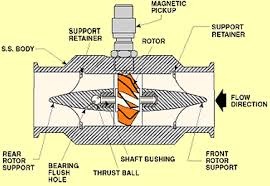 MAGNETIC
PICKUP
SUPPORT
RETAINER
ROTOR
SUPPORT
RETAINER
S.S. BODY
FLOW
DIRECTION
REAR
ROTOR
SUPPORT
BEARING
FLUSH
HOLE
SHAFT BUSHING
THRUST BALL
FRONT
ROTOR
SUPPORT